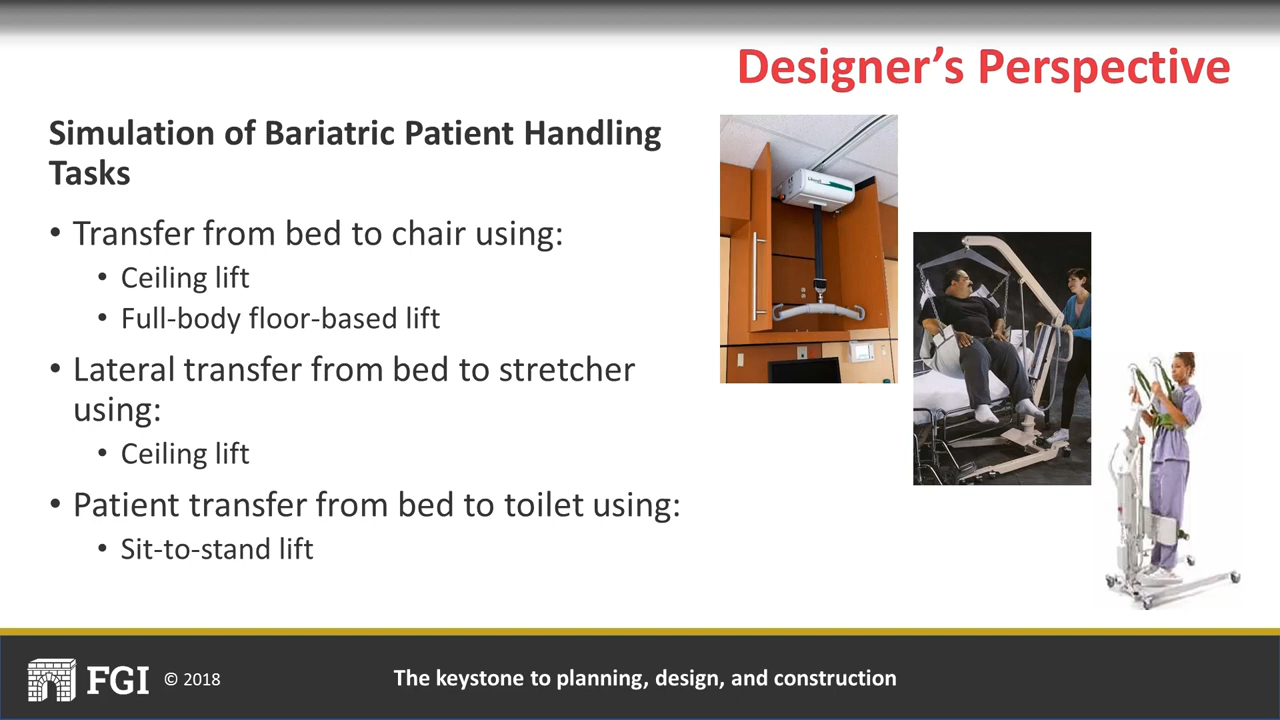 Designer’s Perspective
Simulation of Bariatric Patient Handling
Tasks
• Transfer from bed to chair using:
• Ceiling lift
• Full-body floor-based lift
• Lateral transfer from bed to stretcher
using:
• Ceiling lift
• Patient transfer from bed to toilet using:
• Sit-to-stand lift
FGI © 2018
The keystone to planning, design, and construction